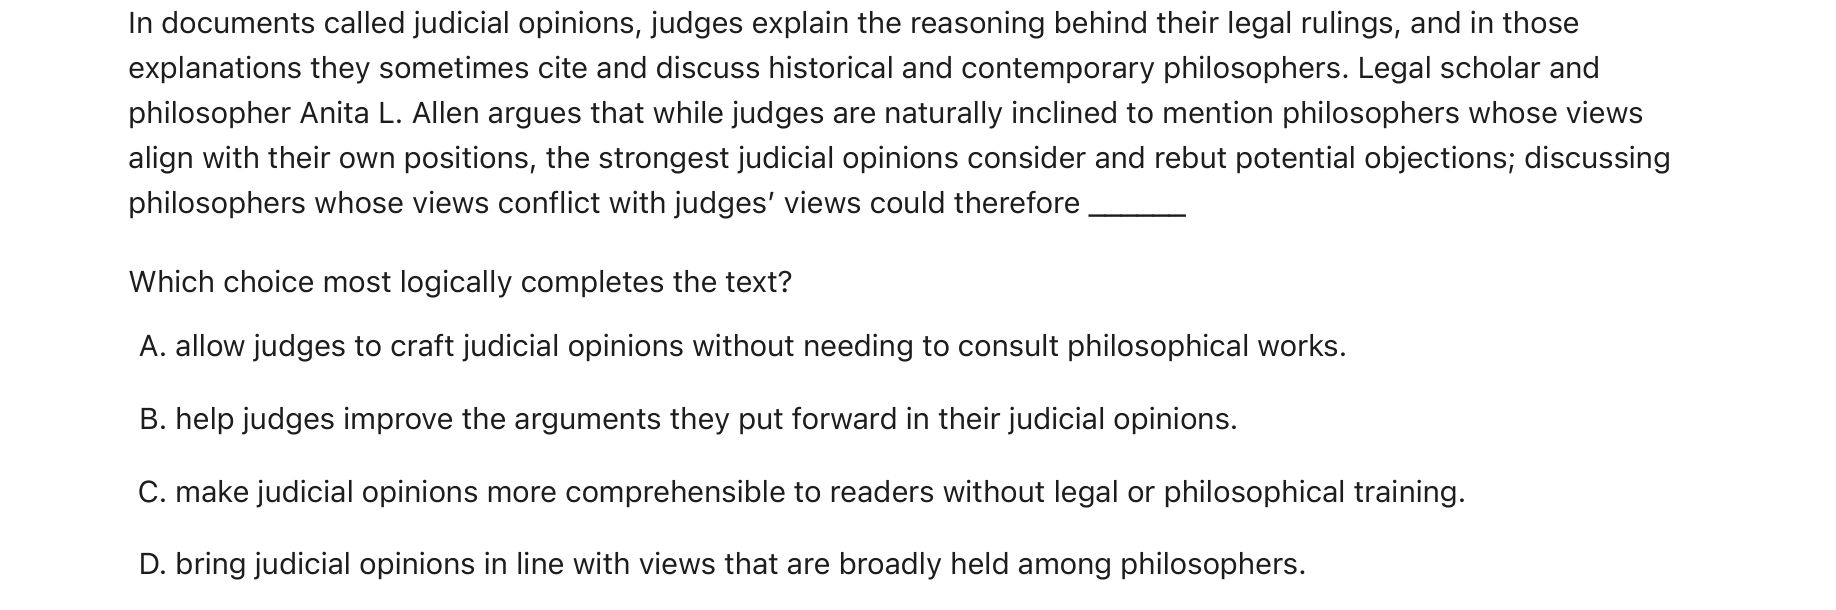 In documents called judicial opinions, judges explain the reasoning behind their legal rulings, and in those
explanations they sometimes cite and discuss historical and contemporary philosophers. Legal scholar and
philosopher Anita L. Allen argues that while judges are naturally inclined to mention philosophers whose views
align with their own positions, the strongest judicial opinions consider and rebut potential objections; discussing
philosophers whose views conflict with judges’ views could therefore ______
Which choice most logically completes the text?
A. allow judges to craft judicial opinions without needing to consult philosophical works.
B. help judges improve the arguments they put forward in their judicial opinions.
C. make judicial opinions more comprehensible to readers without legal or philosophical training.
D. bring judicial opinions in line with views that are broadly held among philosophers.